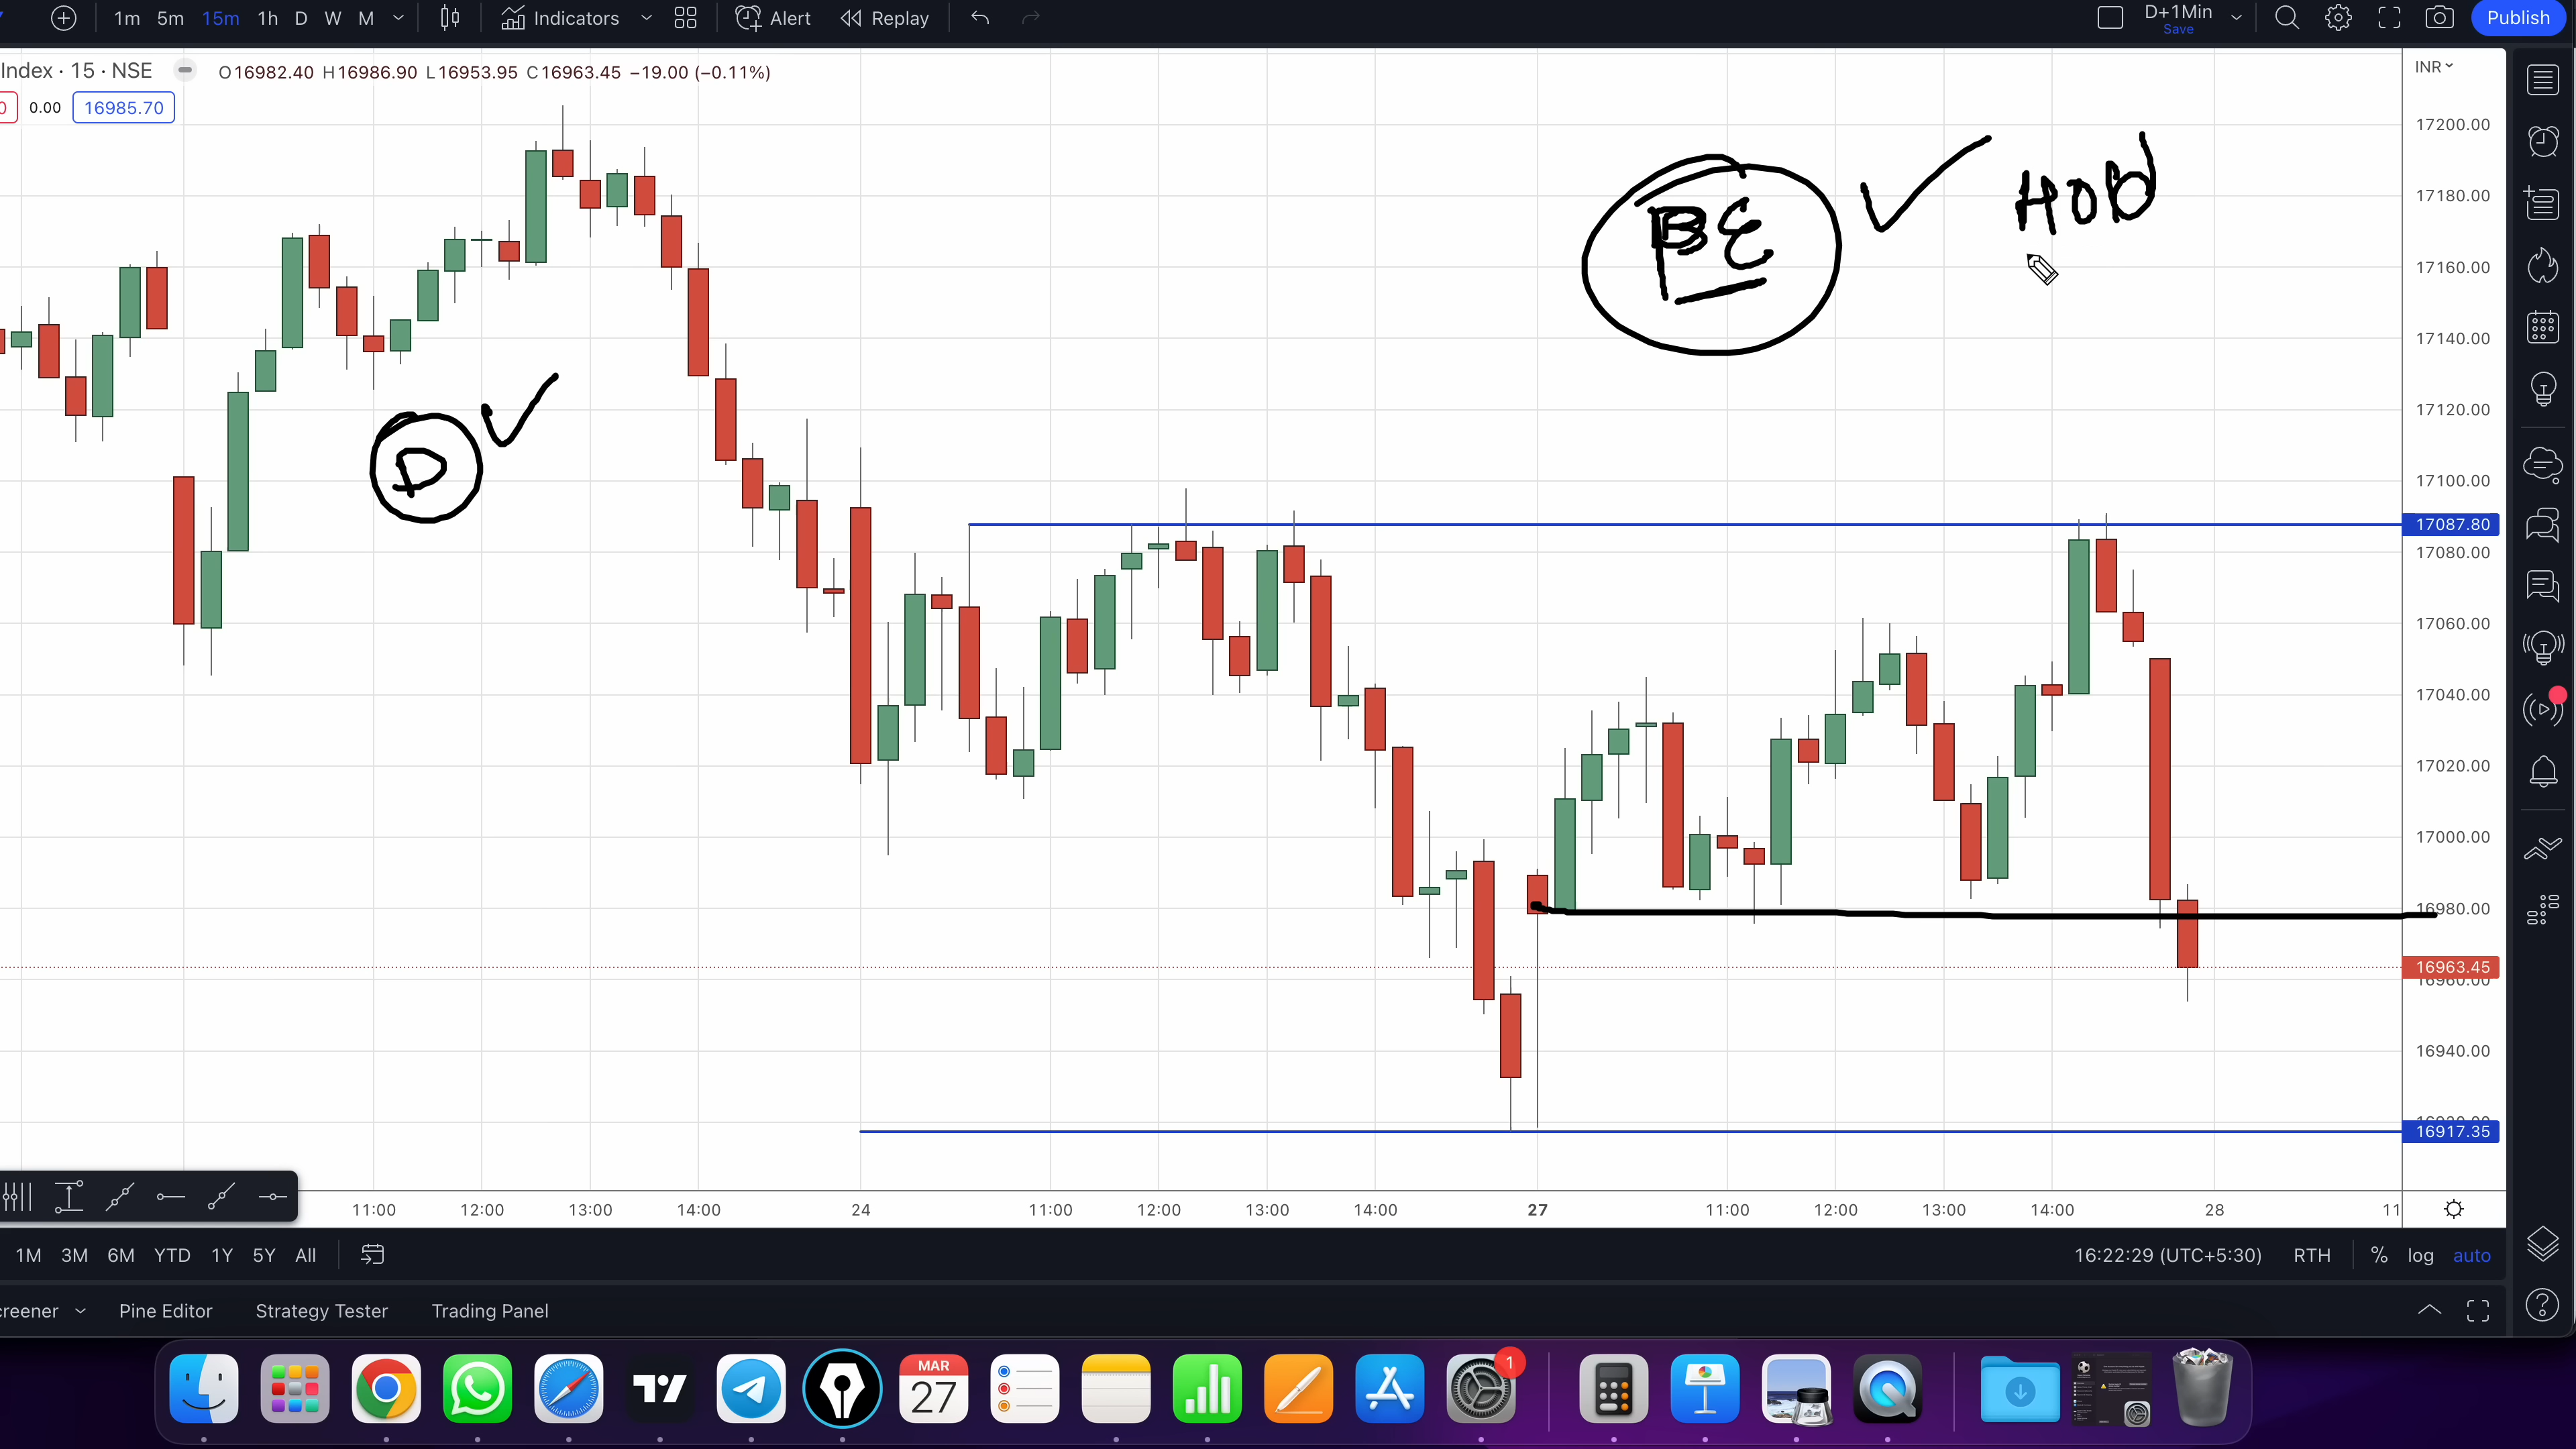 1m 5m 15m 1h D W M Indicators Alert Replay D+1Min Save Publish
Index · 15 · NSE O16982.40 H16986.90 L16953.95 C16963.45 −19.00 (−0.11%) INR
0 0.00 16985.70
17200.00
17180.00
17160.00
17140.00
17120.00
17100.00
17087.80
17080.00
17060.00
17040.00
17020.00
17000.00
16980.00
16963.45
16960.00
16940.00
16917.35
BE Hold
D
11:00 12:00 13:00 14:00 24 11:00 12:00 13:00 14:00 27 11:00 12:00 13:00 14:00 28 11
1M 3M 6M YTD 1Y 5Y All 16:22:29 (UTC+5:30) RTH % log auto
creener Pine Editor Strategy Tester Trading Panel
MAR
27
1